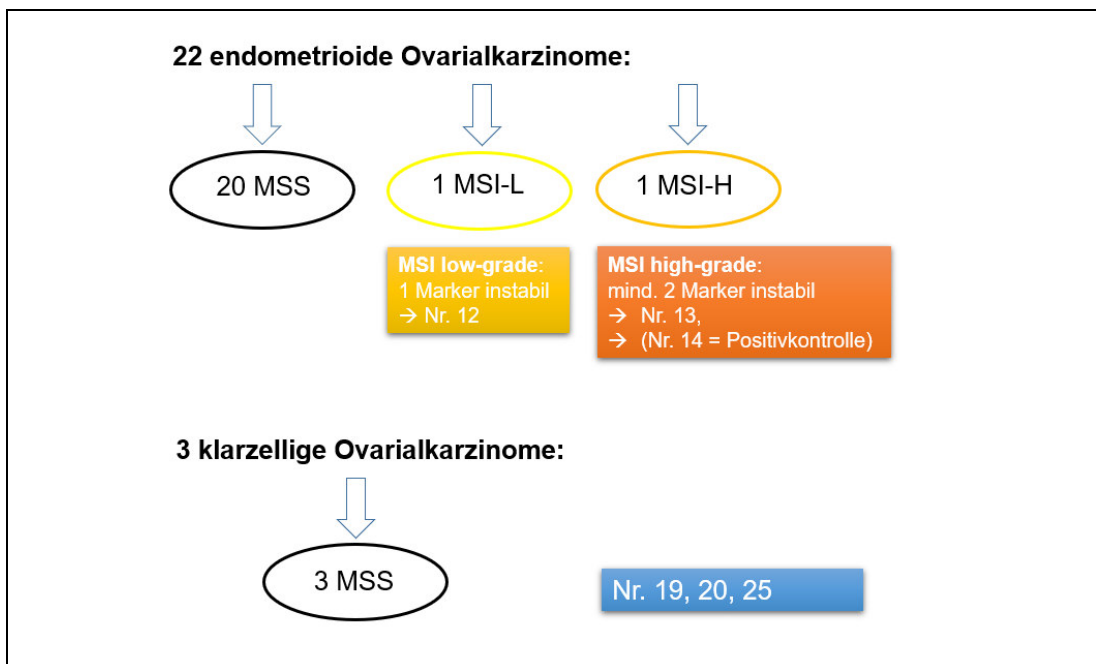 22 endometrioide Ovarialkarzinome:
20 MSS
1 MSI-L
1 MSI-H
MSI low-grade:
1 Marker instabil
→ Nr. 12
MSI high-grade:
mind. 2 Marker instabil
→ Nr. 13,
→ (Nr. 14 = Positivkontrolle)
3 klarzellige Ovarialkarzinome:
3 MSS
Nr. 19, 20, 25